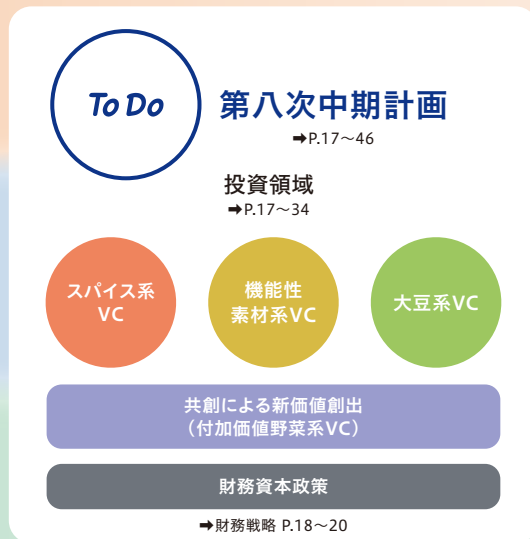 To Do
第八次中期計画
➡P.17～46
投資領域
➡P.17～34
スパイス系
VC
機能性
素材系VC
大豆系VC
共創による新価値創出
（付加価値野菜系VC）
財務資本政策
➡財務戦略 P.18～20